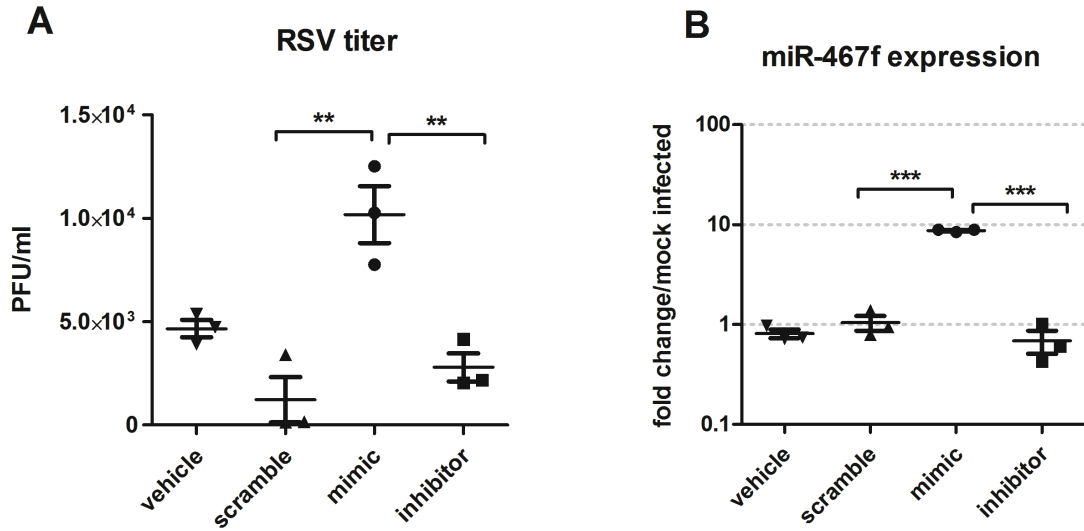 A
RSV titer
PFU/ml
1.5×10⁴
1.0×10⁴
5.0×10³
0
**
**
vehicle
scramble
mimic
inhibitor
B
miR-467f expression
fold change/mock infected
100
10
1
0.1
***
***
vehicle
scramble
mimic
inhibitor